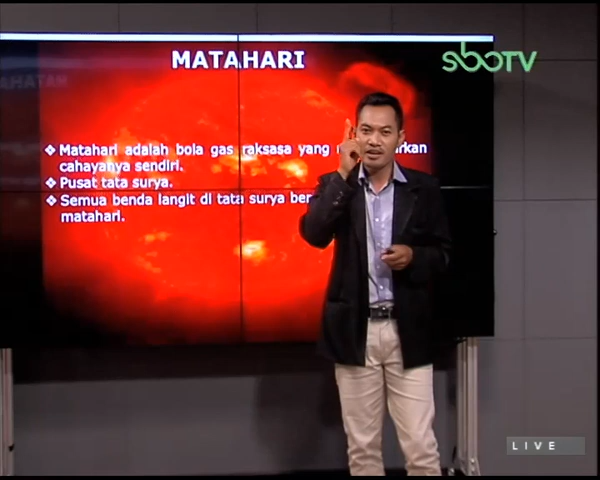 MATAHARI
sboTV
❖ Matahari adalah bola gas raksasa yang
cahayanya sendiri.
❖ Pusat tata surya.
❖ Semua benda langit di tata surya
matahari.
LIVE